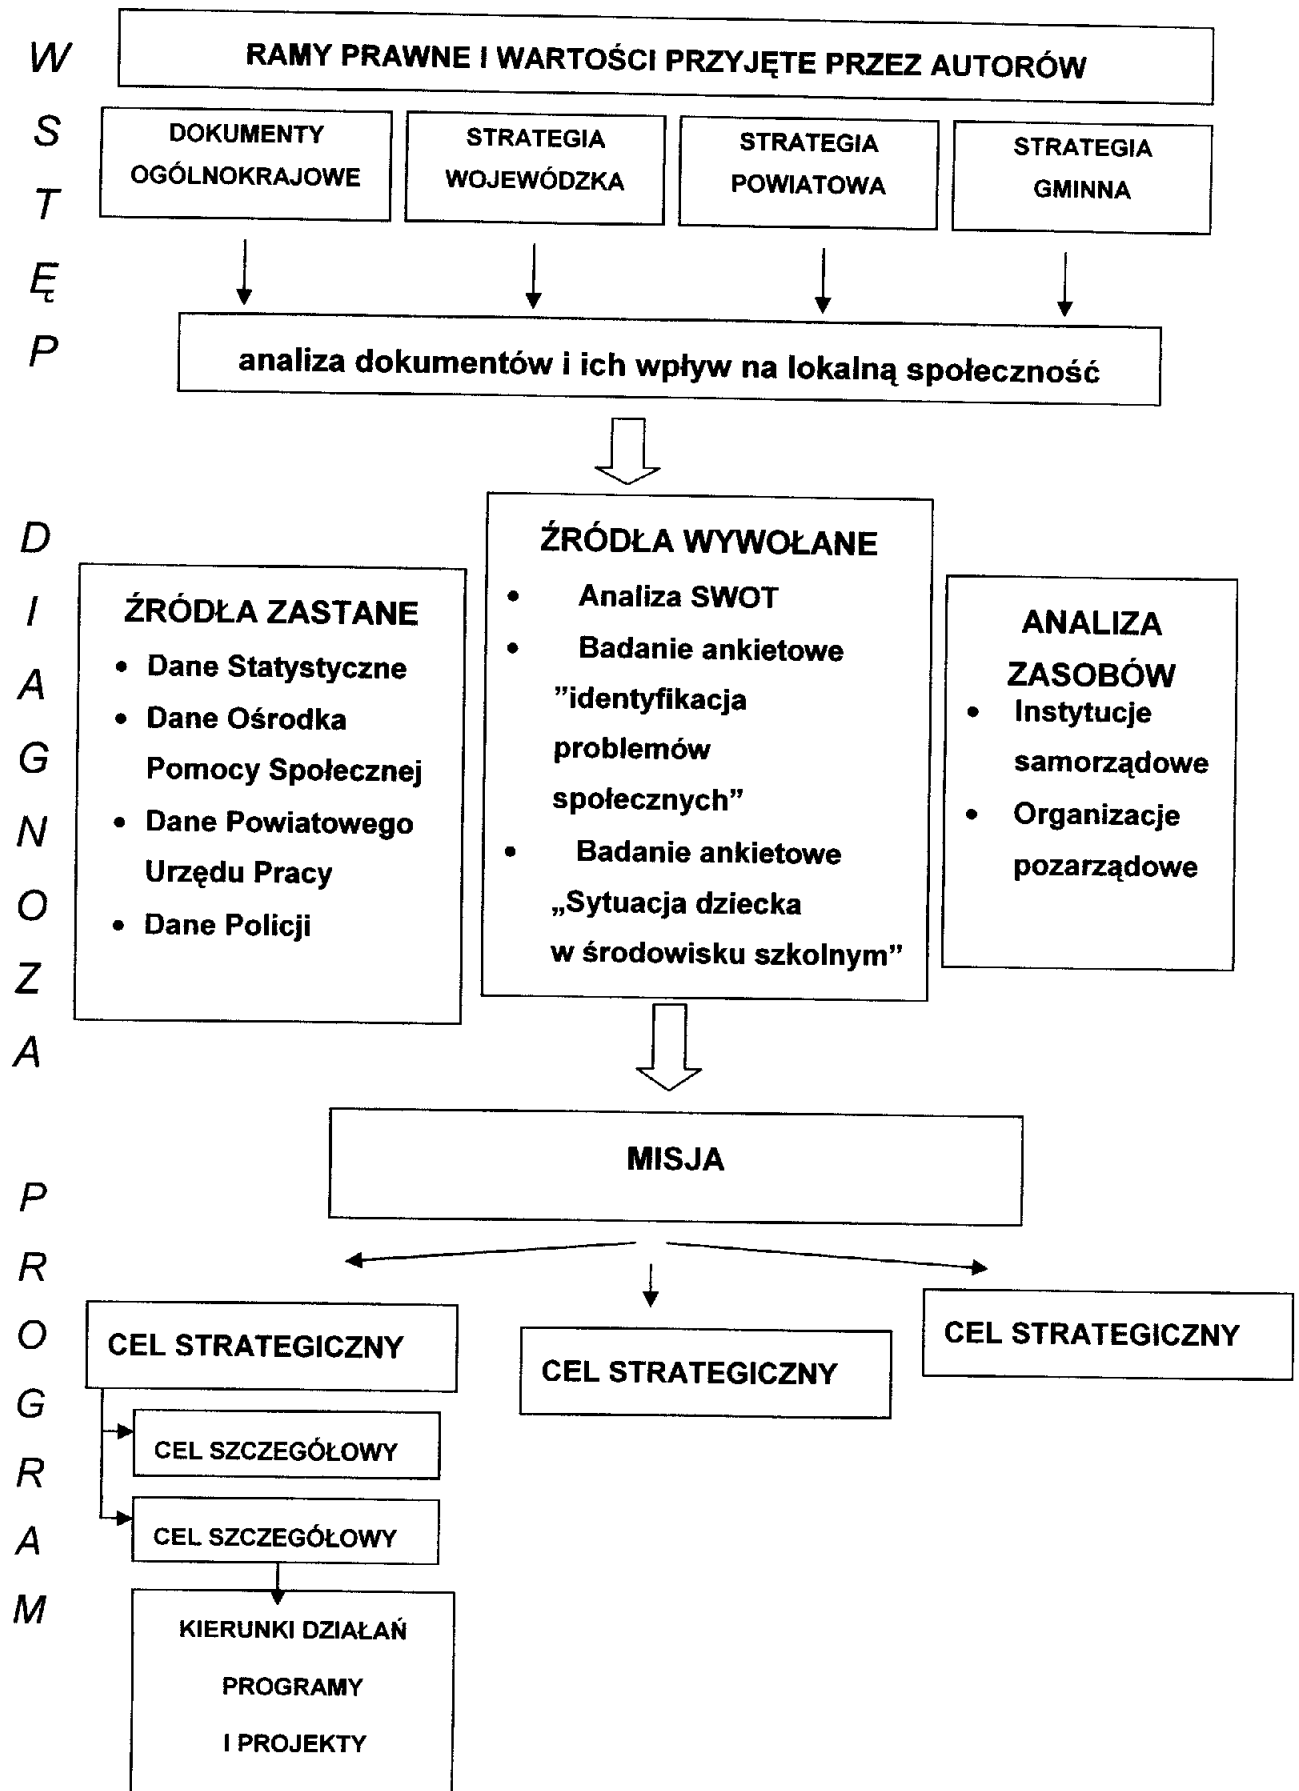 WSTĘP
RAMY PRAWNE I WARTOŚCI PRZYJĘTE PRZEZ AUTORÓW
DOKUMENTY
OGÓLNOKRAJOWE
STRATEGIA
WOJEWÓDZKA
STRATEGIA
POWIATOWA
STRATEGIA
GMINNA
analiza dokumentów i ich wpływ na lokalną społeczność
DIAGNOZA
ŹRÓDŁA ZASTANE
• Dane Statystyczne
• Dane Ośrodka
Pomocy Społecznej
• Dane Powiatowego
Urzędu Pracy
• Dane Policji
ŹRÓDŁA WYWOŁANE
• Analiza SWOT
• Badanie ankietowe
”identyfikacja
problemów
społecznych”
• Badanie ankietowe
„Sytuacja dziecka
w środowisku szkolnym”
ANALIZA
ZASOBÓW
• Instytucje
samorządowe
• Organizacje
pozarządowe
PROGRAM
MISJA
CEL STRATEGICZNY
CEL STRATEGICZNY
CEL STRATEGICZNY
CEL SZCZEGÓŁOWY
CEL SZCZEGÓŁOWY
KIERUNKI DZIAŁAŃ
PROGRAMY
I PROJEKTY